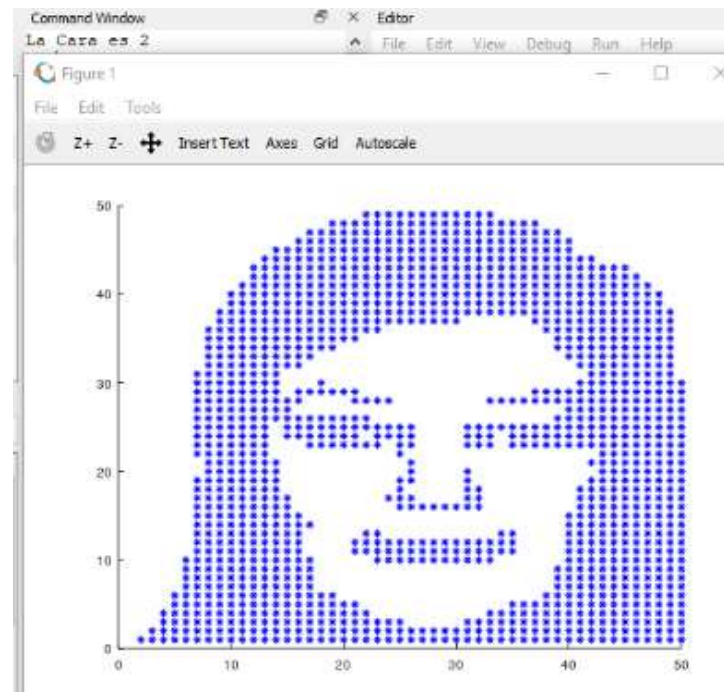 Command Window Editor
La Cara es 2 File Edit View Debug Run Help
Figure 1
File Edit Tools
Z+ Z- Insert Text Axes Grid Autoscale
50
40
30
20
10
0
0 10 20 30 40 50